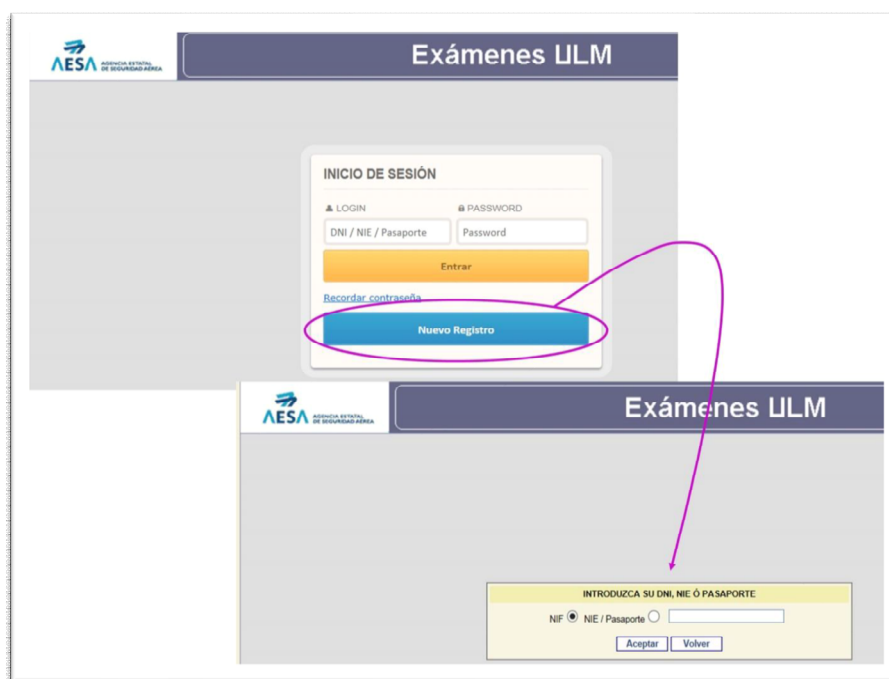 AESA AGENCIA ESTATAL
DE SEGURIDAD AÉREA
Exámenes ULM
INICIO DE SESIÓN
LOGIN PASSWORD
DNI / NIE / Pasaporte Password
Entrar
Recordar contraseña
Nuevo Registro
AESA AGENCIA ESTATAL
DE SEGURIDAD AÉREA
Exámenes ULM
INTRODUZCA SU DNI, NIE Ó PASAPORTE
NIF NIE / Pasaporte
Aceptar Volver